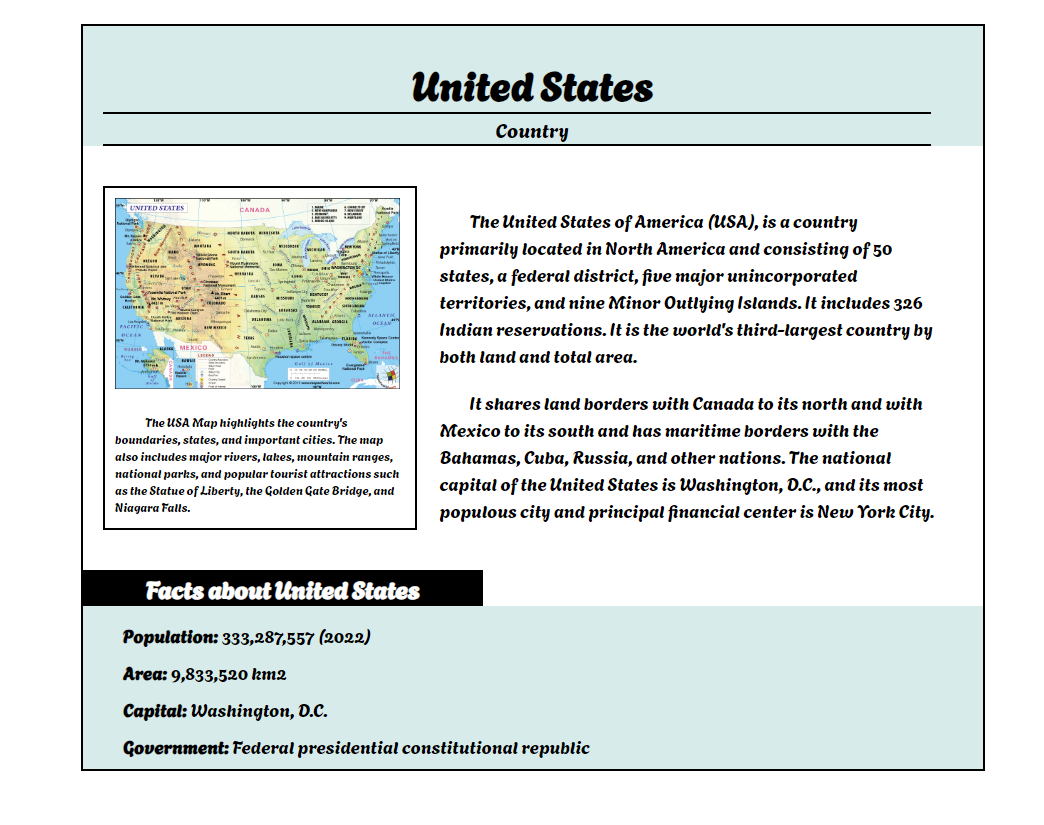 United States
Country
UNITED STATES
CANADA
MEXICO
PACIFIC
OCEAN
ATLANTIC
OCEAN
Gulf of Mexico
LEGEND
The United States of America (USA), is a country
primarily located in North America and consisting of 50
states, a federal district, five major unincorporated
territories, and nine Minor Outlying Islands. It includes 326
Indian reservations. It is the world's third-largest country by
both land and total area.
It shares land borders with Canada to its north and with
Mexico to its south and has maritime borders with the
Bahamas, Cuba, Russia, and other nations. The national
capital of the United States is Washington, D.C., and its most
populous city and principal financial center is New York City.
The USA Map highlights the country's
boundaries, states, and important cities. The map
also includes major rivers, lakes, mountain ranges,
national parks, and popular tourist attractions such
as the Statue of Liberty, the Golden Gate Bridge, and
Niagara Falls.
Facts about United States
Population: 333,287,557 (2022)
Area: 9,833,520 km2
Capital: Washington, D.C.
Government: Federal presidential constitutional republic